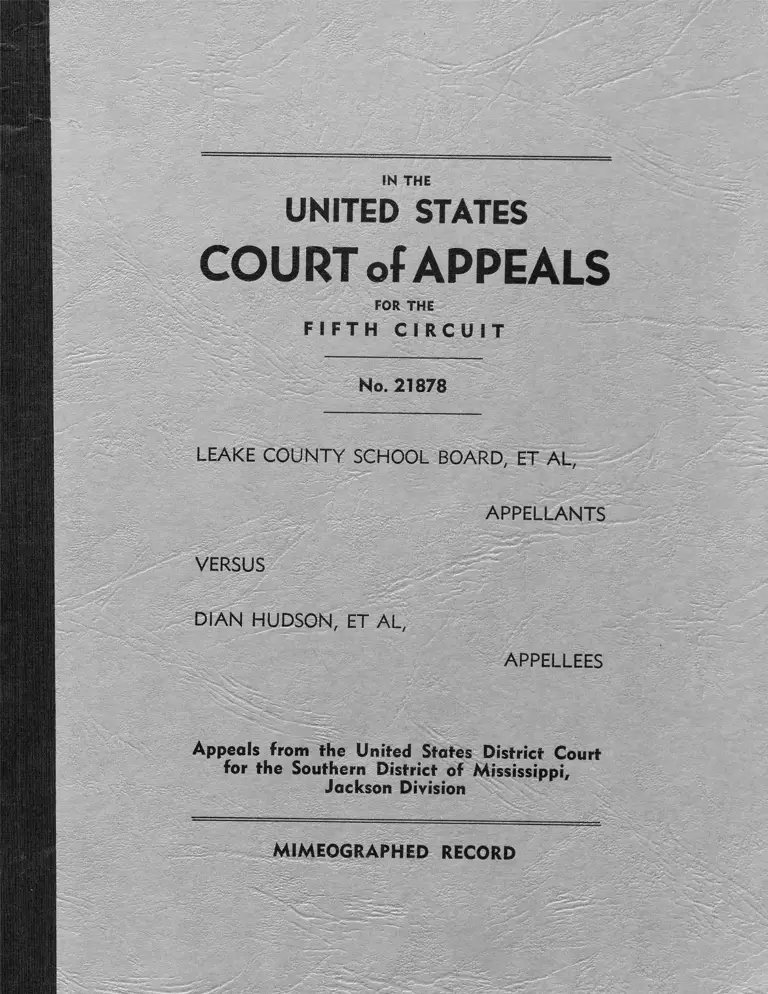 IN THE
UNITED STATES
COURT of APPEALS
FOR THE
FIFTH CIRCUIT
No. 21878
LEAKE COUNTY SCHOOL BOARD, ET AL,
APPELLANTS
VERSUS
DIAN HUDSON, ET AL,
APPELLEES
Appeals from the United States District Court
for the Southern District of Mississippi,
Jackson Division
MIMEOGRAPHED RECORD